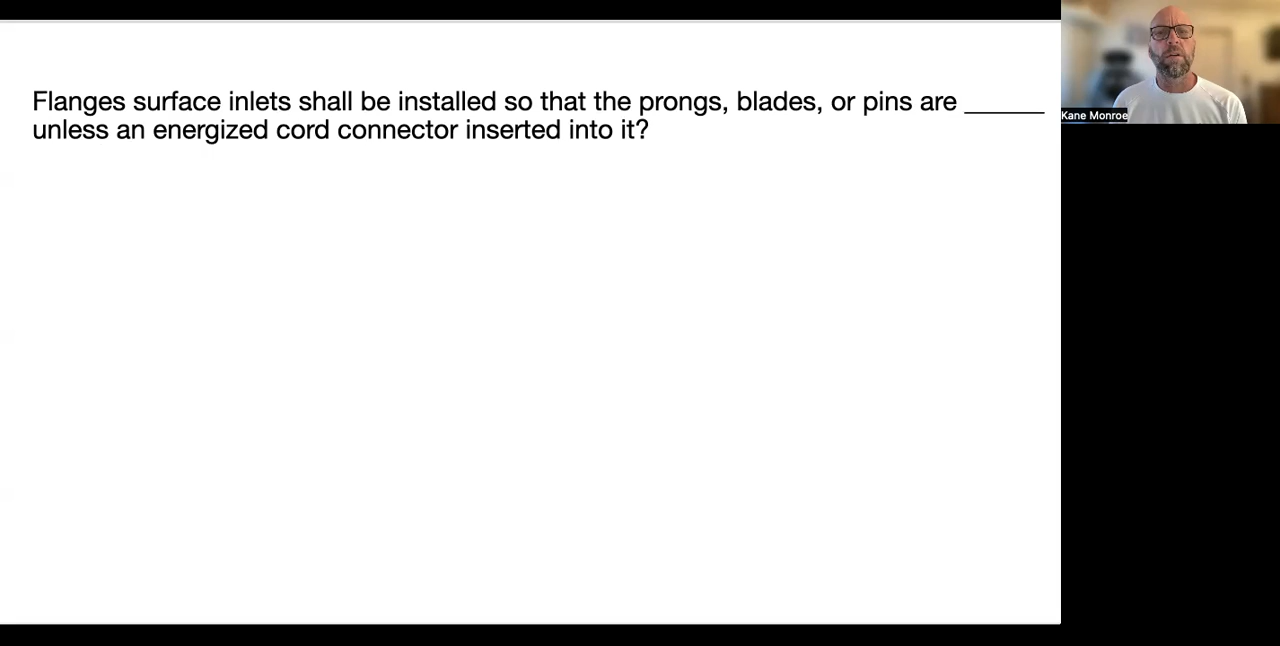 Flanges surface inlets shall be installed so that the prongs, blades, or pins are ______
unless an energized cord connector inserted into it?
Kane Monroe